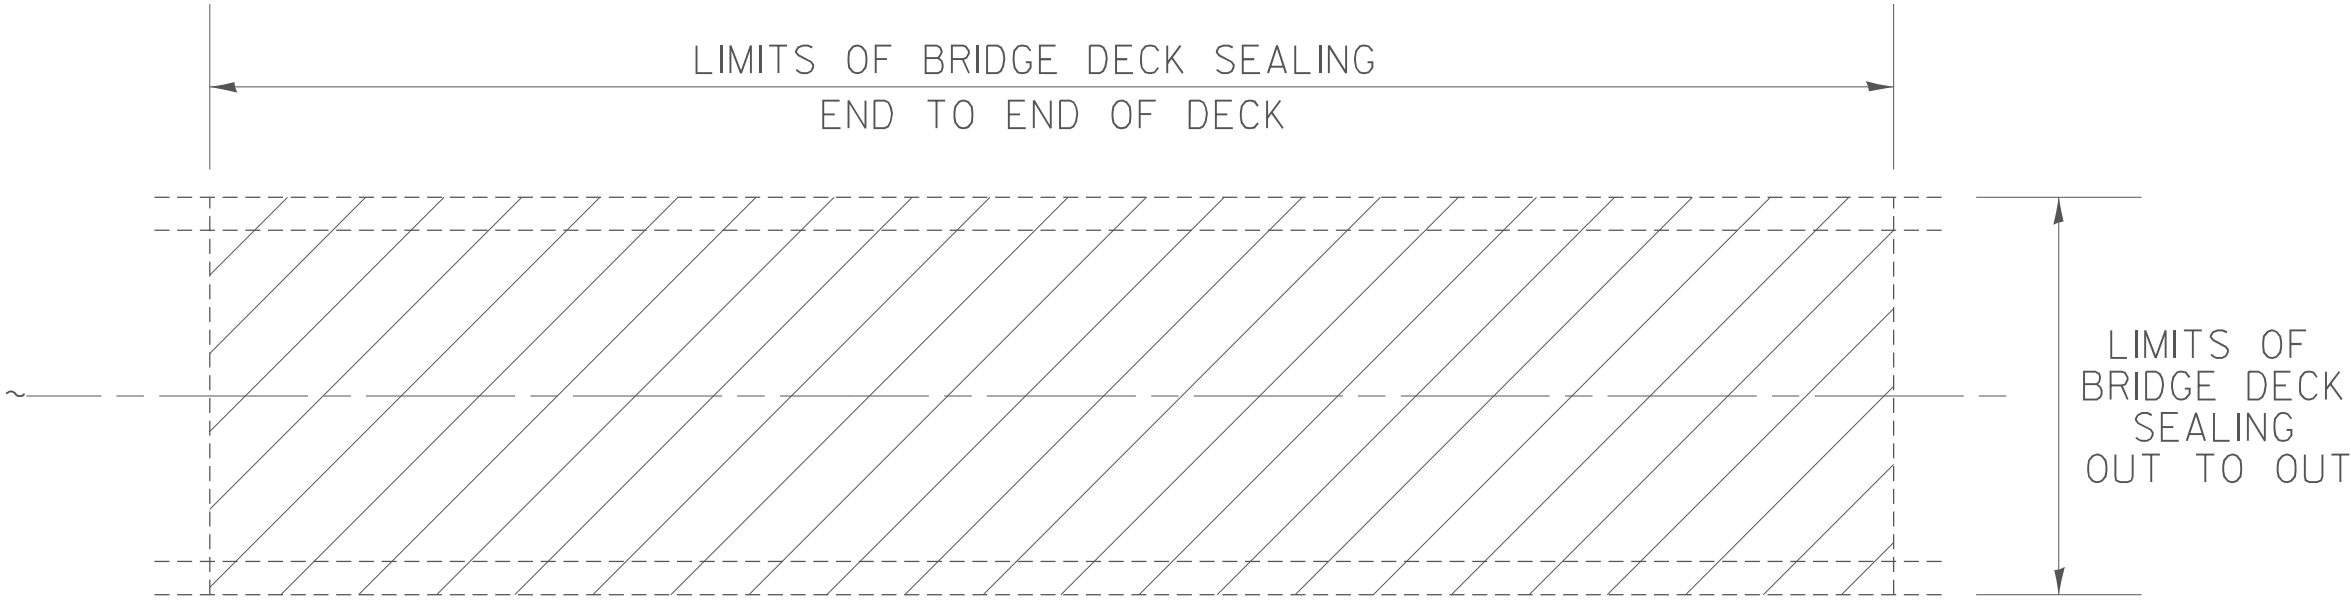 LIMITS OF BRIDGE DECK SEALING
END TO END OF DECK
LIMITS OF
BRIDGE DECK
SEALING
OUT TO OUT
~